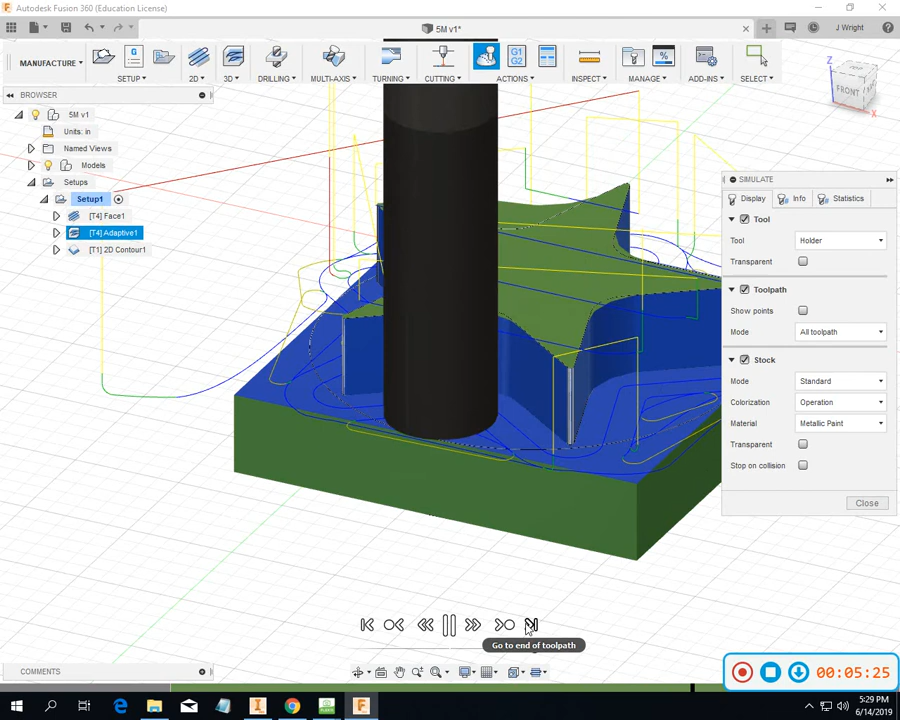 Autodesk Fusion 360 (Education License)
5M v1*
J Wright
MANUFACTURE
G1
G2
SETUP
2D
3D
DRILLING
MULTI-AXIS
TURNING
CUTTING
ACTIONS
INSPECT
MANAGE
ADD-INS
SELECT
BROWSER
5M v1
Units: in
Named Views
Models
Setups
Setup1
[T4] Face1
[T4] Adaptive1
[T1] 2D Contour1
Z
FRONT
X
SIMULATE
Display
Info
Statistics
Tool
Tool Holder
Transparent
Toolpath
Show points
Mode All toolpath
Stock
Mode Standard
Colorization Operation
Material Metallic Paint
Transparent
Stop on collision
Close
Go to end of toolpath
COMMENTS
00:05:25
5:29 PM
6/14/2019